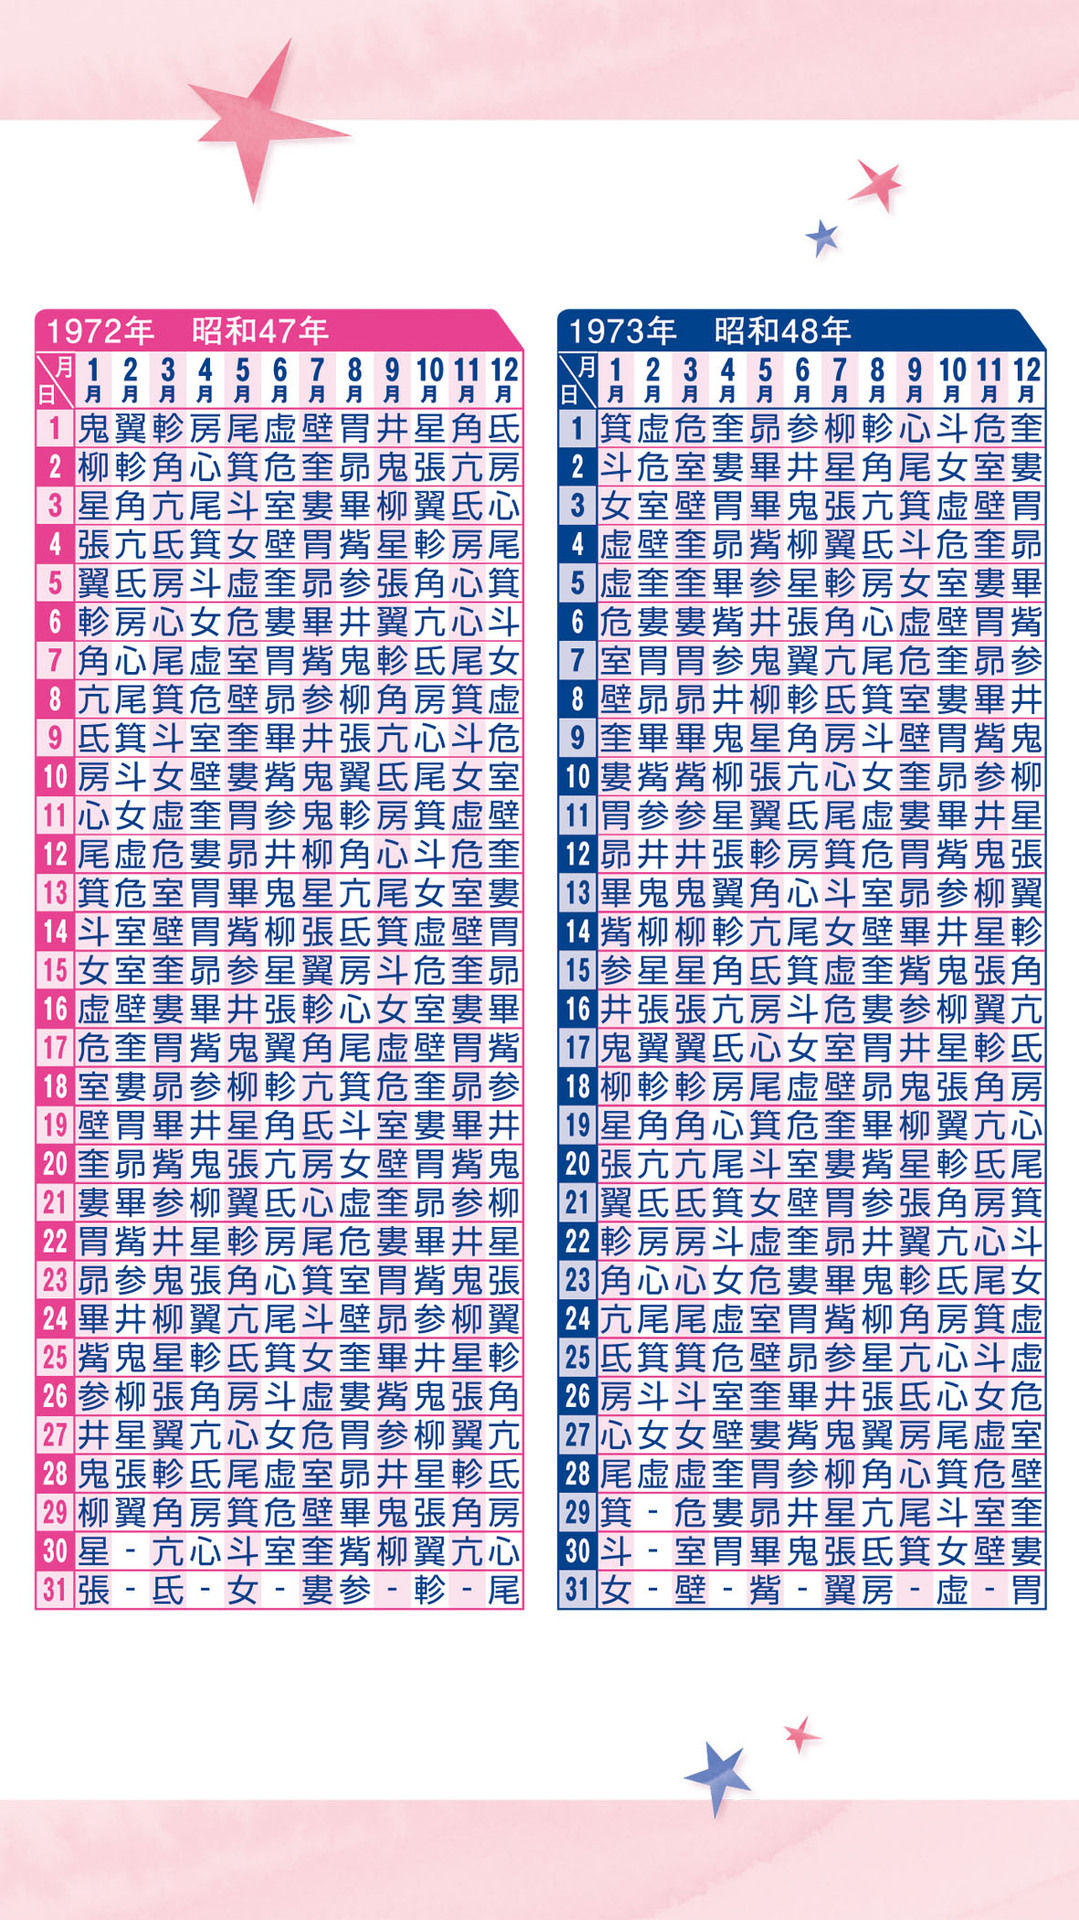 1972年 昭和47年
月 日 1月 2月 3月 4月 5月 6月 7月 8月 9月 10月 11月 12月
1 鬼 翼 軫 房 尾 虚 壁 胃 井 星 角 氐
2 柳 軫 角 心 箕 危 奎 昴 鬼 張 亢 房
3 星 角 亢 尾 斗 室 婁 畢 柳 翼 氐 心
4 張 亢 氐 箕 女 壁 胃 觜 星 軫 房 尾
5 翼 氐 房 斗 虚 奎 昴 参 張 角 心 箕
6 軫 房 心 女 危 婁 畢 井 翼 亢 心 斗
7 角 心 尾 虚 室 胃 觜 鬼 軫 氐 尾 女
8 亢 尾 箕 危 壁 昴 参 柳 角 房 箕 虚
9 氐 箕 斗 室 奎 畢 井 張 亢 心 斗 危
10 房 斗 女 壁 婁 觜 鬼 翼 氐 尾 女 室
11 心 女 虚 奎 胃 参 鬼 軫 房 箕 虚 壁
12 尾 虚 危 婁 昴 井 柳 角 心 斗 危 奎
13 箕 危 室 胃 畢 鬼 星 亢 尾 女 室 婁
14 斗 室 壁 胃 觜 柳 張 氐 箕 虚 壁 胃
15 女 室 奎 昴 参 星 翼 房 斗 危 奎 昴
16 虚 壁 婁 畢 井 張 軫 心 女 室 婁 畢
17 危 奎 胃 觜 鬼 翼 角 尾 虚 壁 胃 觜
18 室 婁 昴 参 柳 軫 亢 箕 危 奎 昴 参
19 壁 胃 畢 井 星 角 氐 斗 室 婁 畢 井
20 奎 昴 觜 鬼 張 亢 房 女 壁 胃 觜 鬼
21 婁 畢 参 柳 翼 氐 心 虚 奎 昴 参 柳
22 胃 觜 井 星 軫 房 尾 危 婁 畢 井 星
23 昴 参 鬼 張 角 心 箕 室 胃 觜 鬼 張
24 畢 井 柳 翼 亢 尾 斗 壁 昴 参 柳 翼
25 觜 鬼 星 軫 氐 箕 女 奎 畢 井 星 軫
26 参 柳 張 角 房 斗 虚 婁 觜 鬼 張 角
27 井 星 翼 亢 心 女 危 胃 参 柳 翼 亢
28 鬼 張 軫 氐 尾 虚 室 昴 井 星 軫 氐
29 柳 翼 角 房 箕 危 壁 畢 鬼 張 角 房
30 星 - 亢 心 斗 室 奎 觜 柳 翼 亢 心
31 張 - 氐 - 女 - 婁 参 - 軫 - 尾
1973年 昭和48年
月 日 1月 2月 3月 4月 5月 6月 7月 8月 9月 10月 11月 12月
1 箕 虚 危 奎 昴 参 柳 軫 心 斗 危 奎
2 斗 危 室 婁 畢 井 星 角 尾 女 室 婁
3 女 室 壁 胃 畢 鬼 張 亢 箕 虚 壁 胃
4 虚 壁 奎 昴 觜 柳 翼 氐 斗 危 奎 昴
5 虚 奎 奎 畢 参 星 軫 房 女 室 婁 畢
6 危 婁 婁 觜 井 張 角 心 虚 壁 胃 觜
7 室 胃 胃 参 鬼 翼 亢 尾 危 奎 昴 参
8 壁 昴 昴 井 柳 軫 氐 箕 室 婁 畢 井
9 奎 畢 畢 鬼 星 角 房 斗 壁 胃 觜 鬼
10 婁 觜 觜 柳 張 亢 心 女 奎 昴 参 柳
11 胃 参 参 星 翼 氐 尾 虚 婁 畢 井 星
12 昴 井 井 張 軫 房 箕 危 胃 觜 鬼 張
13 畢 鬼 鬼 翼 角 心 斗 室 昴 参 柳 翼
14 觜 柳 柳 軫 亢 尾 女 壁 畢 井 星 軫
15 参 星 星 角 氐 箕 虚 奎 觜 鬼 張 角
16 井 張 張 亢 房 斗 危 婁 参 柳 翼 亢
17 鬼 翼 翼 氐 心 女 室 胃 井 星 軫 氐
18 柳 軫 軫 房 尾 虚 壁 昴 鬼 張 角 房
19 星 角 角 心 箕 危 奎 畢 柳 翼 亢 心
20 張 亢 亢 尾 斗 室 婁 觜 星 軫 氐 尾
21 翼 氐 氐 箕 女 壁 胃 参 張 角 房 箕
22 軫 房 房 斗 虚 奎 昴 井 翼 亢 心 斗
23 角 心 心 女 危 婁 畢 鬼 軫 氐 尾 女
24 亢 尾 尾 虚 室 胃 觜 柳 角 房 箕 虚
25 氐 箕 箕 危 壁 昴 参 星 亢 心 斗 虚
26 房 斗 斗 室 奎 畢 井 張 氐 心 女 危
27 心 女 女 壁 婁 觜 鬼 翼 房 尾 虚 室
28 尾 虚 虚 奎 胃 参 柳 角 心 箕 危 壁
29 箕 - 危 婁 昴 井 星 亢 尾 斗 室 奎
30 斗 - 室 胃 畢 鬼 張 氐 箕 女 壁 婁
31 女 - 壁 - 觜 - 翼 房 - 虚 - 胃